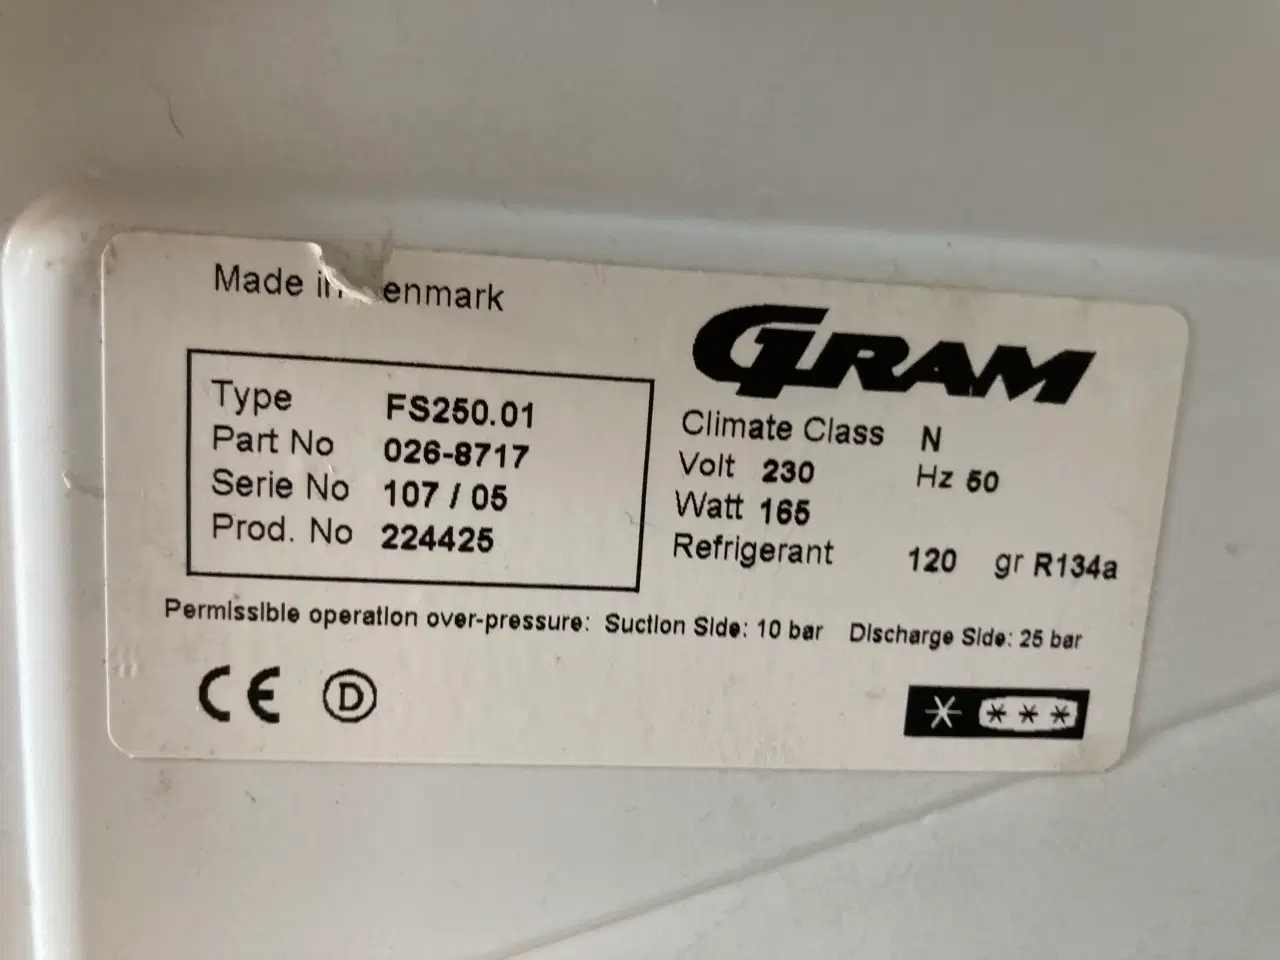 Made in enmark
GRAM
Type FS250.01
Part No 026-8717
Serie No 107 / 05
Prod. No 224425
Climate Class N
Volt 230 Hz 50
Watt 165
Refrigerant 120 gr R134a
Permissible operation over-pressure: Suction Side: 10 bar Discharge Side: 25 bar
CE D
* ***